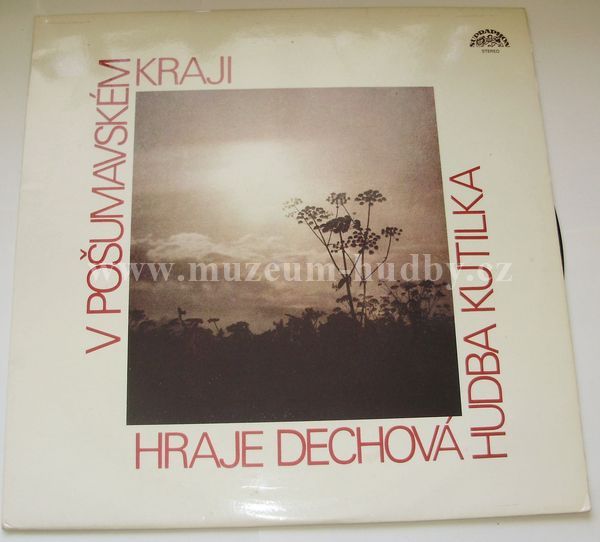 V POŠUMAVSKÉM
KRAJI
SUPRAPHON
STEREO
www.muzeum-hudby.cz
HRAJE DECHOVÁ
HUDBA KUTILKA